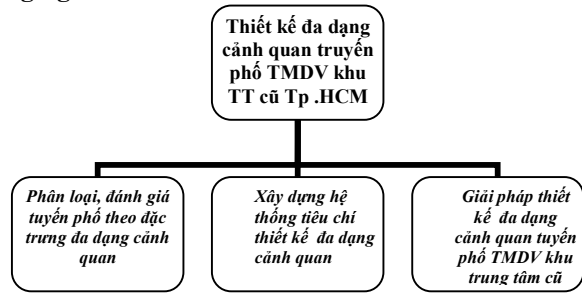 Thiết kế đa dạng
cảnh quan truyến
phố TMDV khu
TT cũ Tp .HCM
Phân loại, đánh giá
tuyến phố theo đặc
trưng đa dạng cảnh
quan
Xây dựng hệ
thống tiêu chí
thiết kế đa dạng
cảnh quan
Giải pháp thiết
kế đa dạng
cảnh quan tuyến
phố TMDV khu
trung tâm cũ